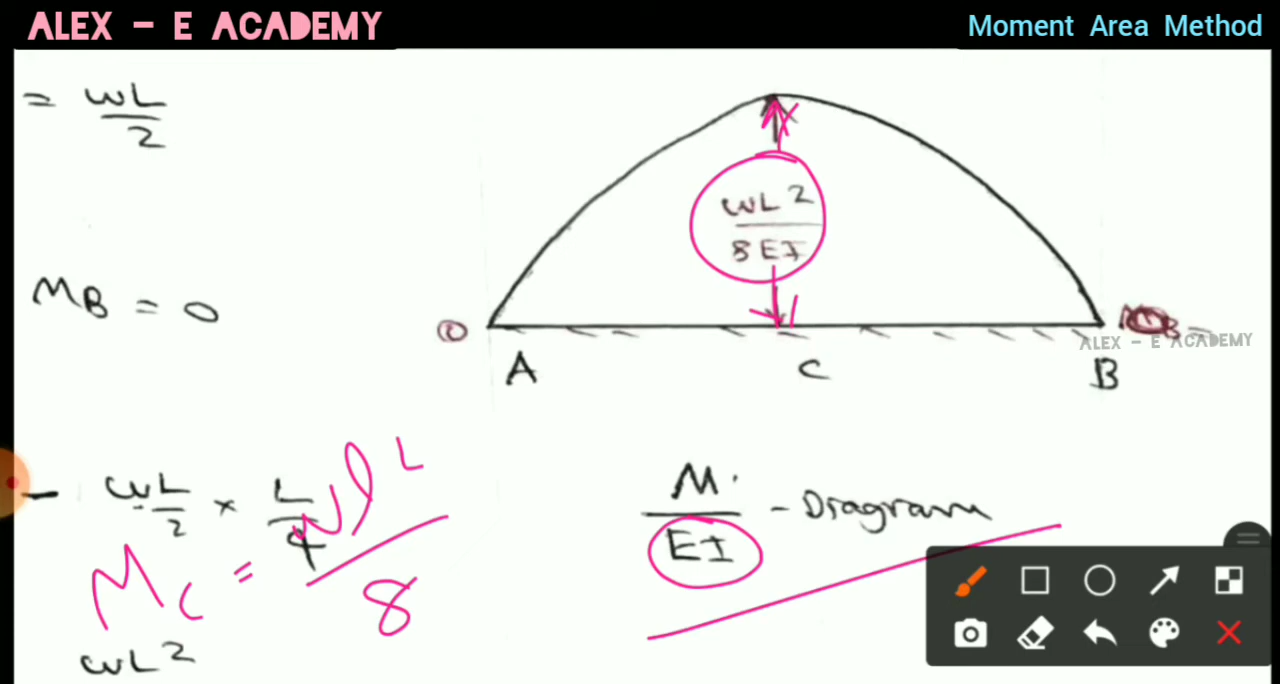 ALEX - E ACADEMY
Moment Area Method
= wL/2
wL²/8EI
MB = 0
ALEX - E ACADEMY
A
C
B
- wL/2 × L/4
M/EI - Diagram
Mc = wl²/8
wL²